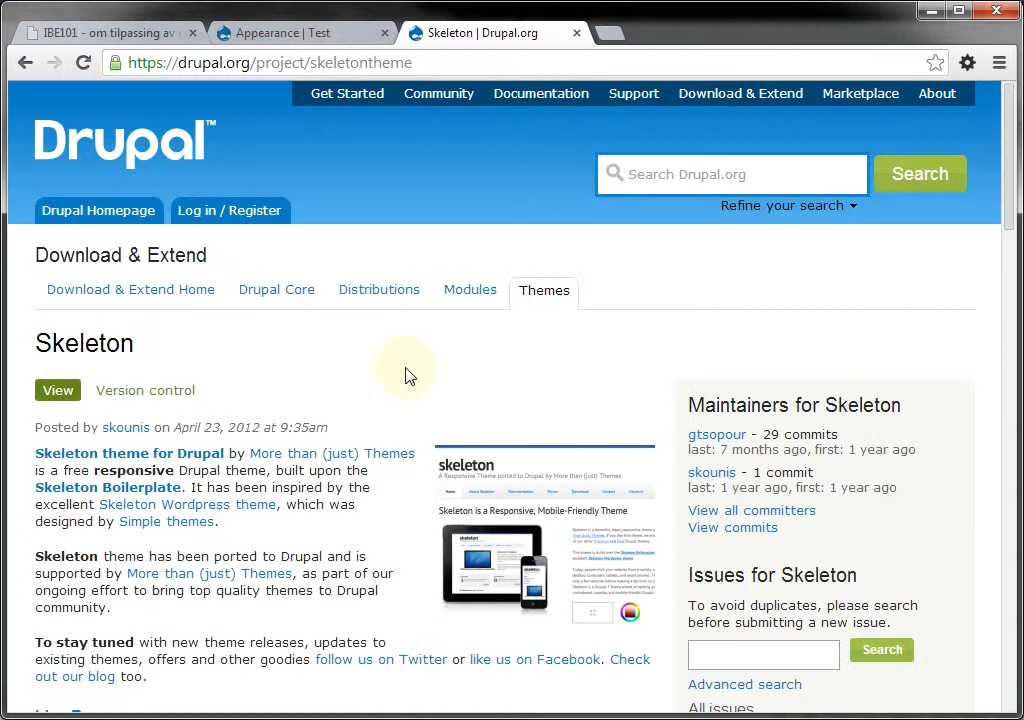 IBE101 - om tilpassing av
Appearance | Test
Skeleton | Drupal.org
https://drupal.org/project/skeletontheme
Get Started Community Documentation Support Download & Extend Marketplace About
Drupal™
Search Drupal.org
Search
Refine your search
Drupal Homepage
Log in / Register
Download & Extend
Download & Extend Home Drupal Core Distributions Modules Themes
Skeleton
View Version control
Posted by skounis on April 23, 2012 at 9:35am
Skeleton theme for Drupal by More than (just) Themes
is a free responsive Drupal theme, built upon the
Skeleton Boilerplate. It has been inspired by the
excellent Skeleton Wordpress theme, which was
designed by Simple themes.
Skeleton theme has been ported to Drupal and is
supported by More than (just) Themes, as part of our
ongoing effort to bring top quality themes to Drupal
community.
To stay tuned with new theme releases, updates to
existing themes, offers and other goodies follow us on Twitter or like us on Facebook. Check
out our blog too.
skeleton
A Responsive Theme ported to Drupal by More than (just) Themes
Skeleton is a Responsive, Mobile-Friendly Theme
Maintainers for Skeleton
gtsopour - 29 commits
last: 7 months ago, first: 1 year ago
skounis - 1 commit
last: 1 year ago, first: 1 year ago
View all committers
View commits
Issues for Skeleton
To avoid duplicates, please search
before submitting a new issue.
Search
Advanced search
All issues